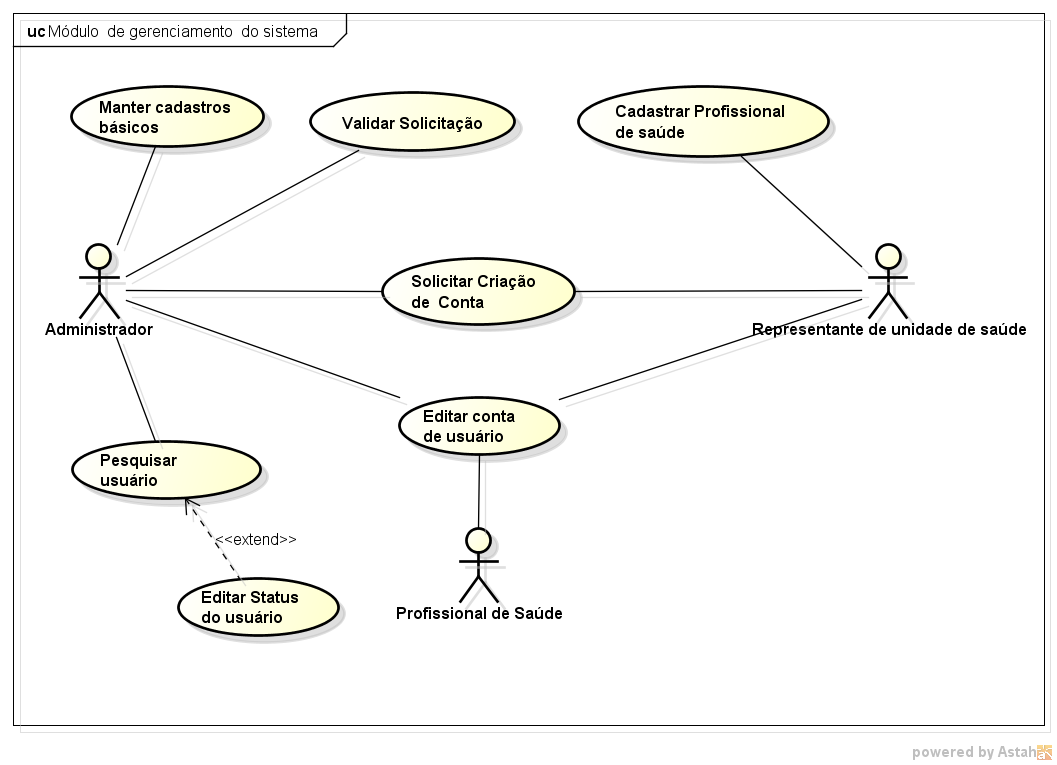 uc Módulo de gerenciamento do sistema
Manter cadastros
básicos
Validar Solicitação
Cadastrar Profissional
de saúde
Solicitar Criação
de Conta
Administrador
Representante de unidade de saúde
Editar conta
de usuário
Pesquisar
usuário
<<extend>>
Editar Status
do usuário
Profissional de Saúde
powered by Astah